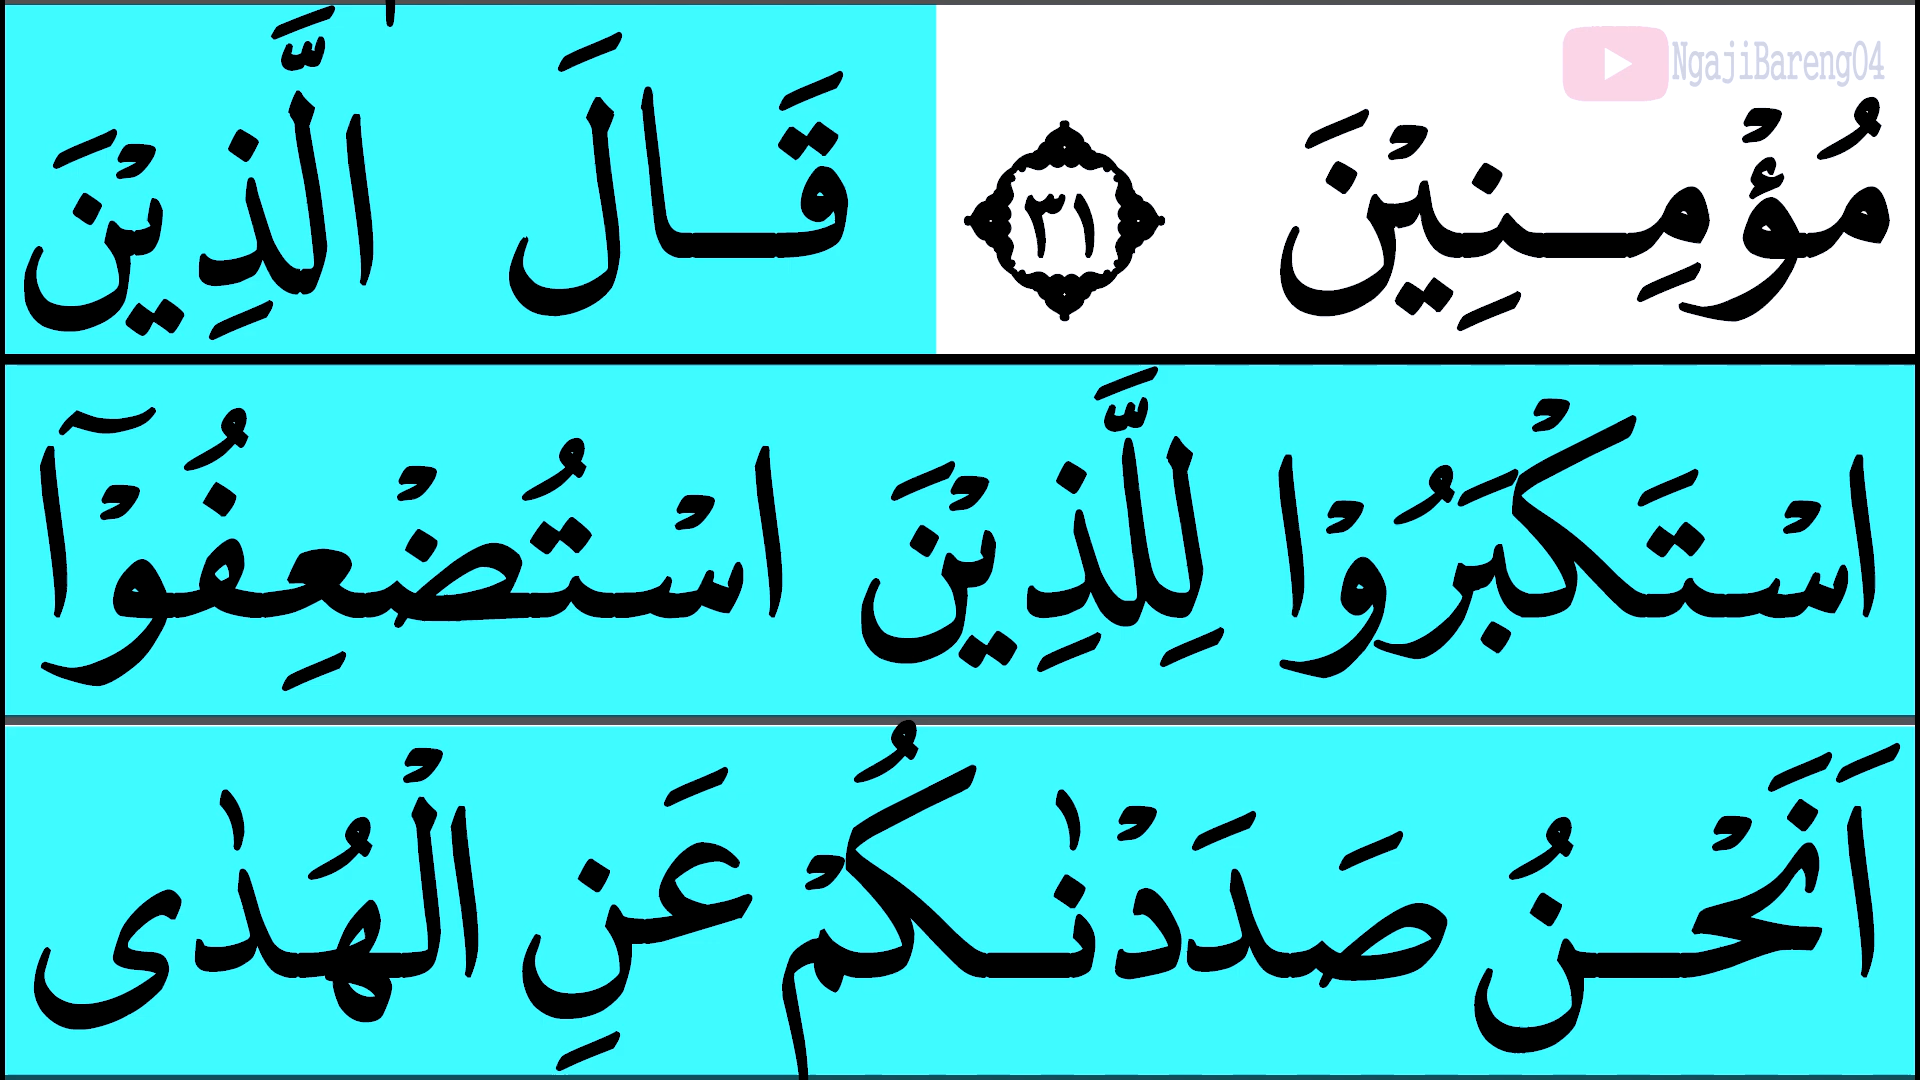 NgajiBareng04
مُؤْمِنِيْنَ ٣١ قَالَ الَّذِيْنَ
اسْتَكْبَرُوْا لِلَّذِيْنَ اسْتُضْعِفُوْٓا
اَنَحْنُ صَدَدْنٰكُمْ عَنِ الْهُدٰى